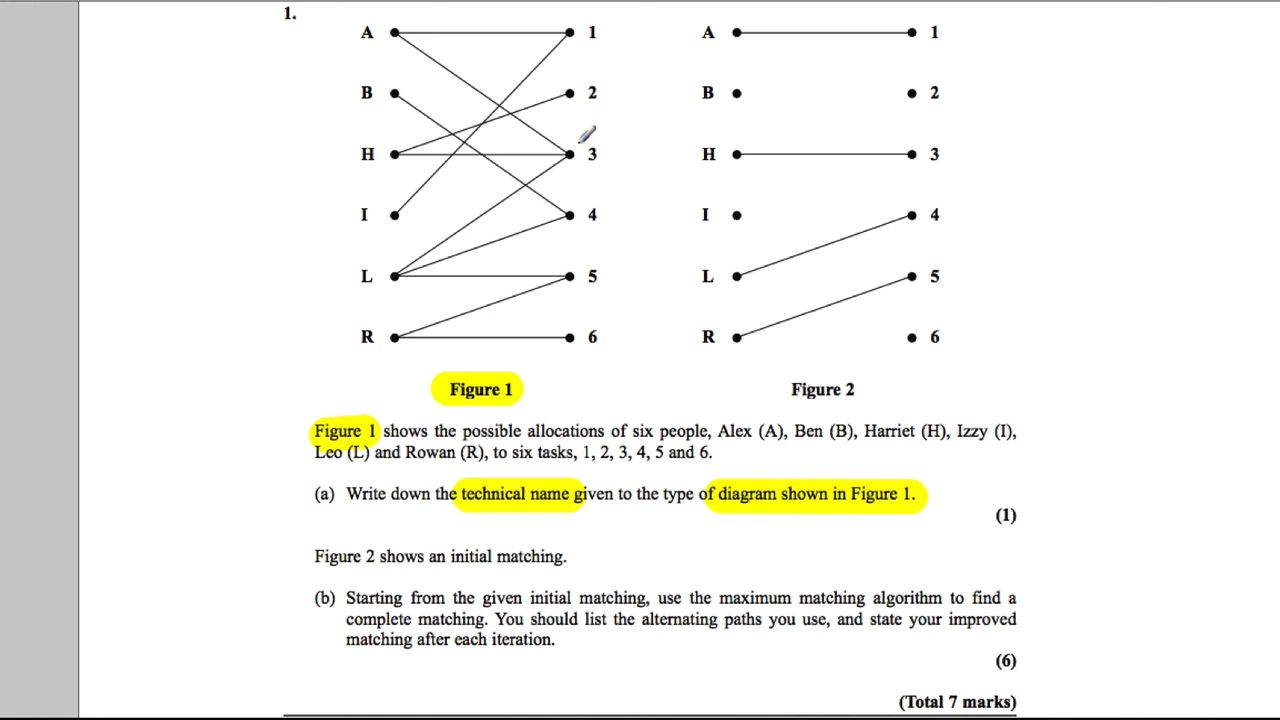 1.
A 1 A 1
B 2 B 2
H 3 H 3
I 4 I 4
L 5 L 5
R 6 R 6
Figure 1 Figure 2
Figure 1 shows the possible allocations of six people, Alex (A), Ben (B), Harriet (H), Izzy (I),
Leo (L) and Rowan (R), to six tasks, 1, 2, 3, 4, 5 and 6.
(a) Write down the technical name given to the type of diagram shown in Figure 1.
(1)
Figure 2 shows an initial matching.
(b) Starting from the given initial matching, use the maximum matching algorithm to find a
complete matching. You should list the alternating paths you use, and state your improved
matching after each iteration.
(6)
(Total 7 marks)